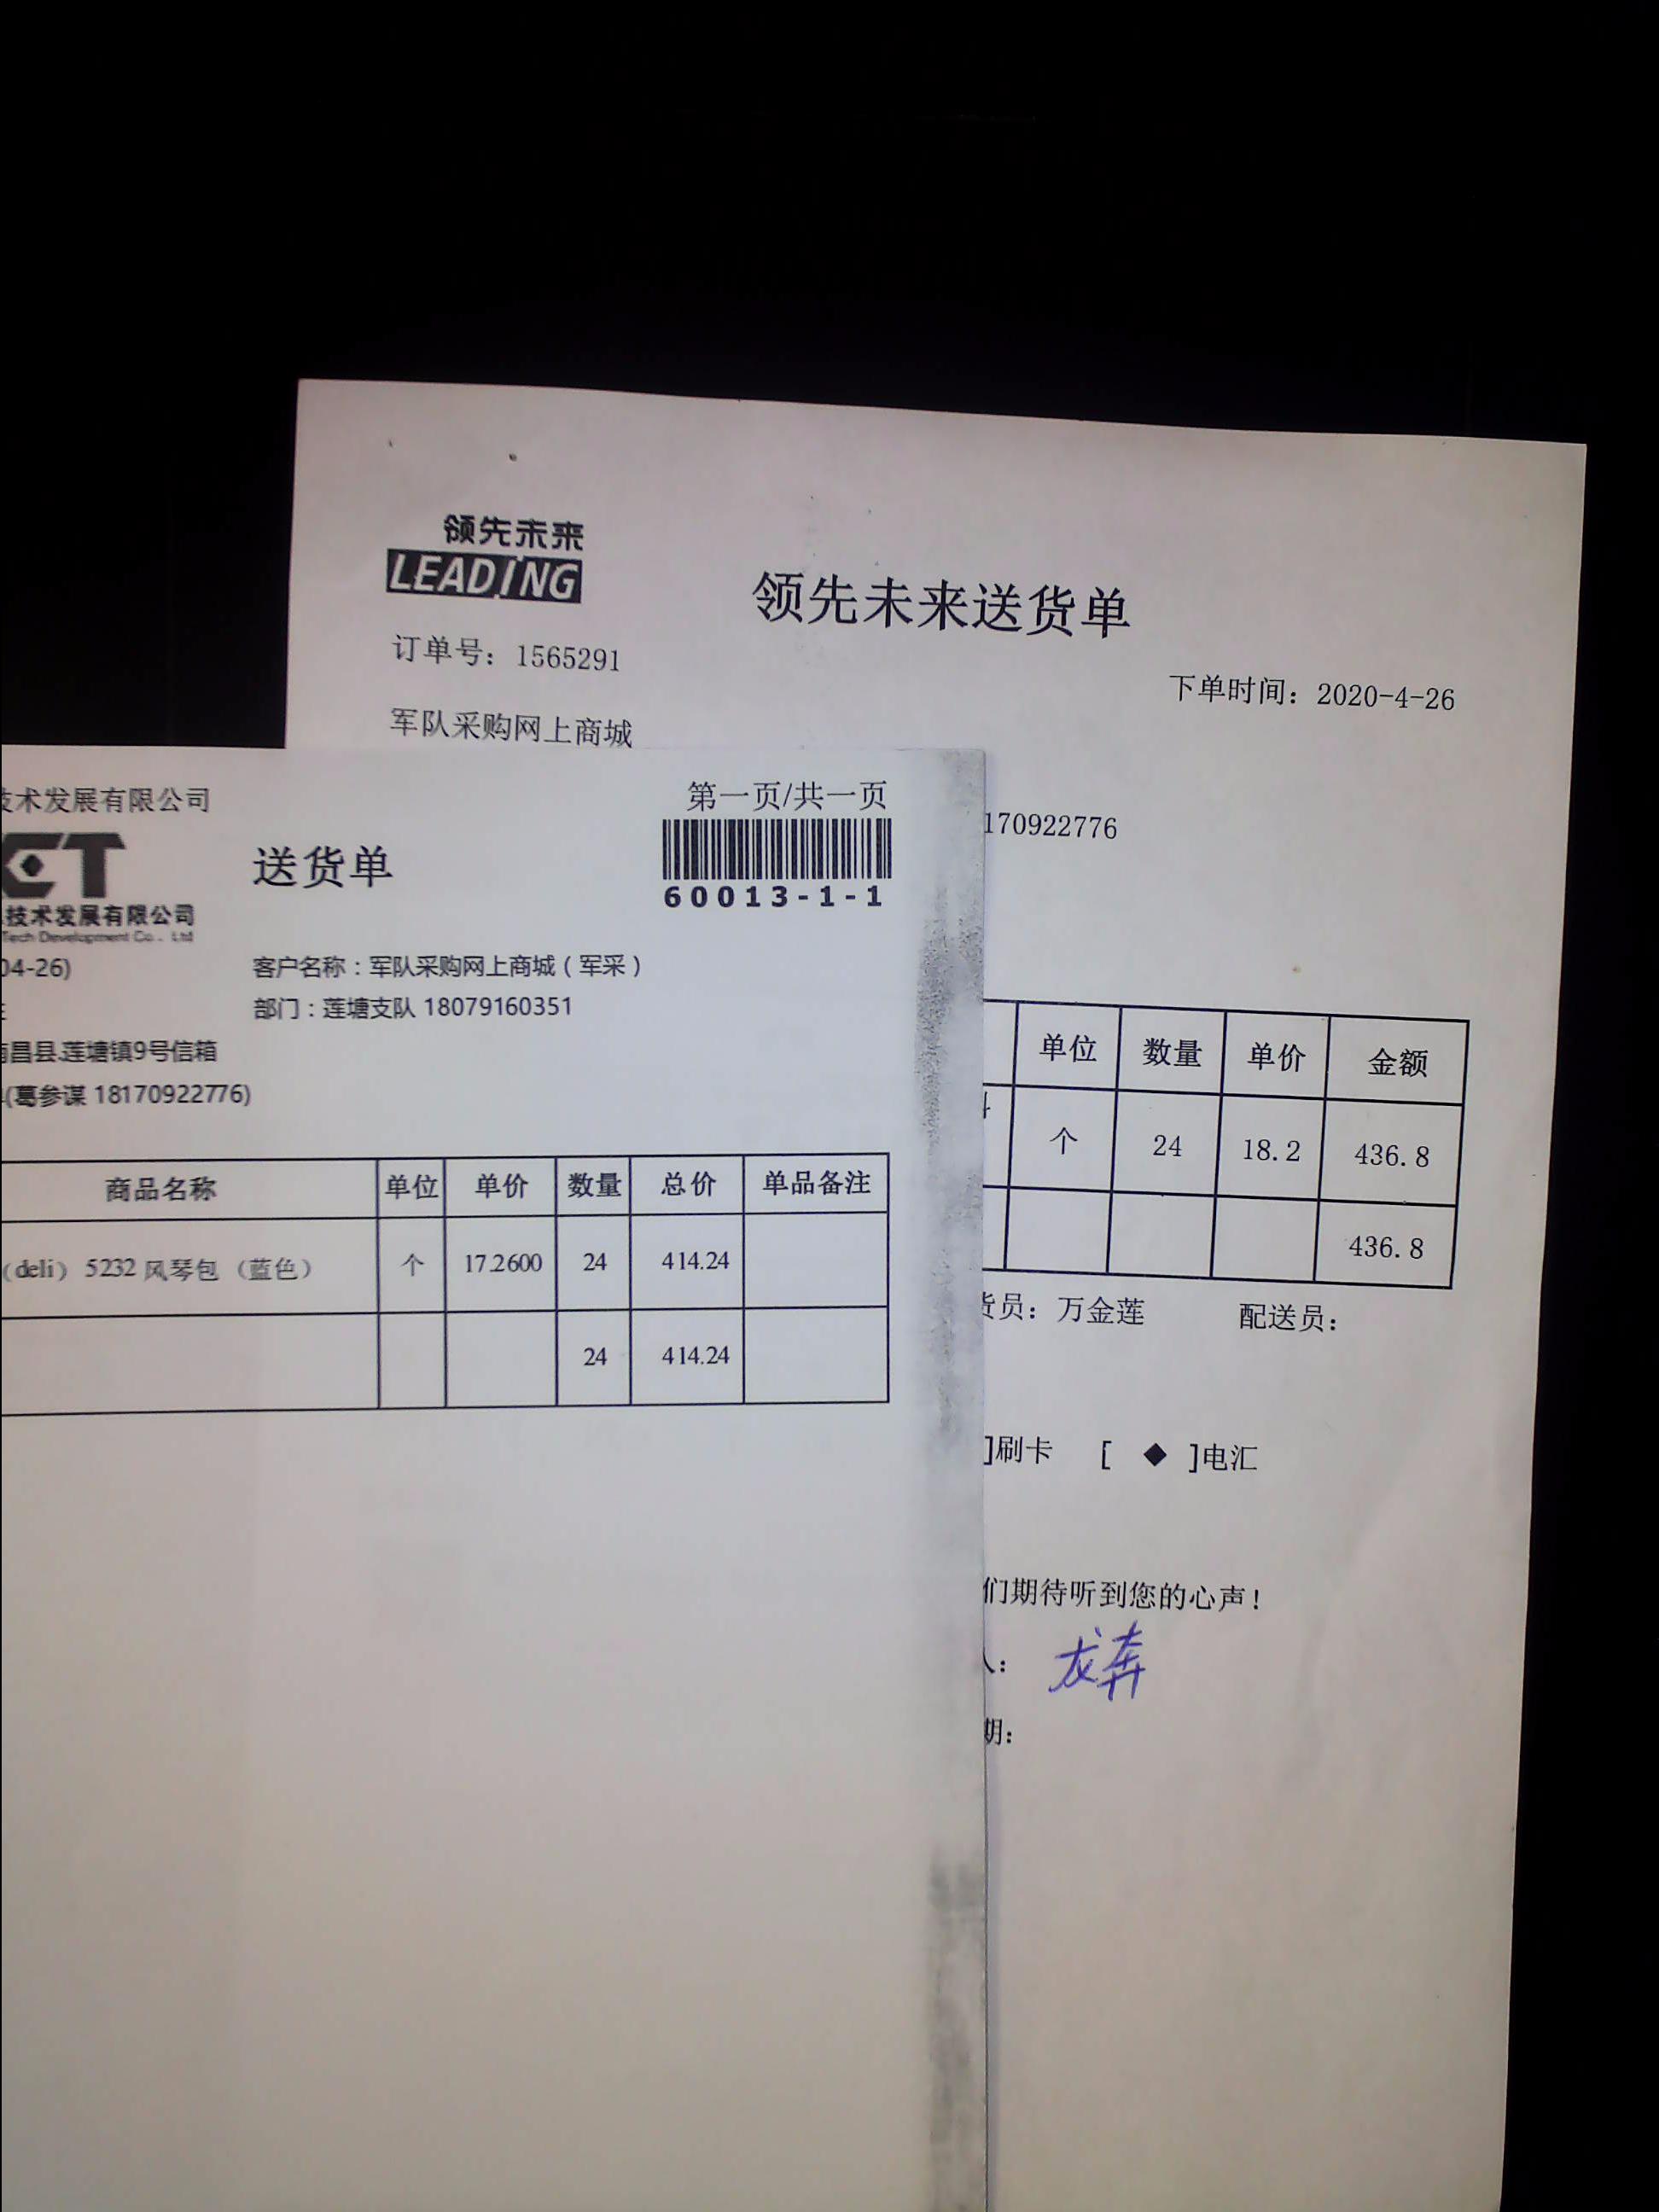 领先未来
LEADING
领先未来送货单
订单号：1565291
下单时间：2020-4-26
军队采购网上商城
170922776
单位 数量 单价 金额
个 24 18.2 436.8
436.8
货员：万金莲 配送员：
]刷卡 [ ◆ ]电汇
们期待听到您的心声！
人：
期：
技术发展有限公司
第一页/共一页
送货单
60013-1-1
技术发展有限公司
Tech Development Co., Ltd
04-26)
客户名称：军队采购网上商城（军采）
部门：莲塘支队 18079160351
南昌县.莲塘镇9号信箱
(葛参谋 18170922776)
商品名称 单位 单价 数量 总价 单品备注
（deli） 5232 风琴包 （蓝色） 个 17.2600 24 414.24
24 414.24